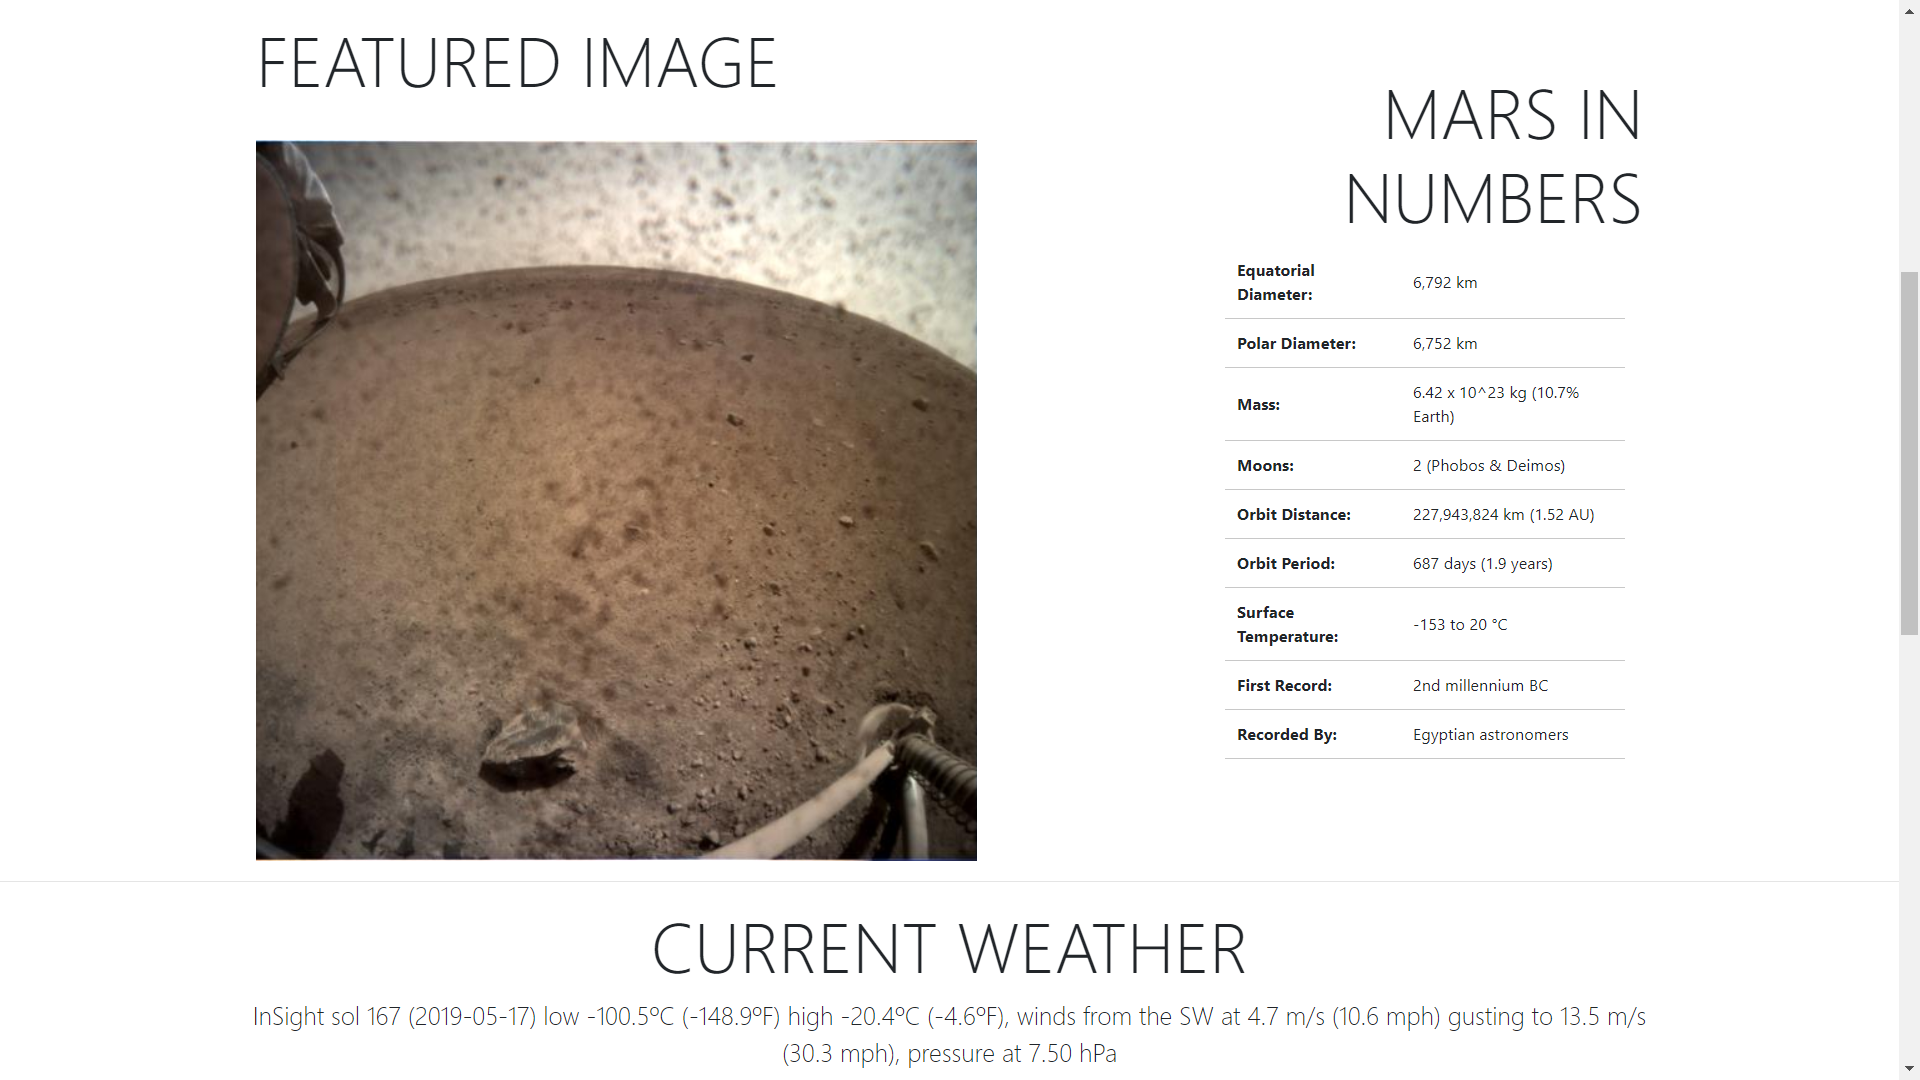 FEATURED IMAGE
MARS IN
NUMBERS
Equatorial
Diameter:
6,792 km
Polar Diameter:
6,752 km
Mass:
6.42 x 10^23 kg (10.7%
Earth)
Moons:
2 (Phobos & Deimos)
Orbit Distance:
227,943,824 km (1.52 AU)
Orbit Period:
687 days (1.9 years)
Surface
Temperature:
-153 to 20 °C
First Record:
2nd millennium BC
Recorded By:
Egyptian astronomers
CURRENT WEATHER
InSight sol 167 (2019-05-17) low -100.5ºC (-148.9ºF) high -20.4ºC (-4.6ºF), winds from the SW at 4.7 m/s (10.6 mph) gusting to 13.5 m/s
(30.3 mph), pressure at 7.50 hPa